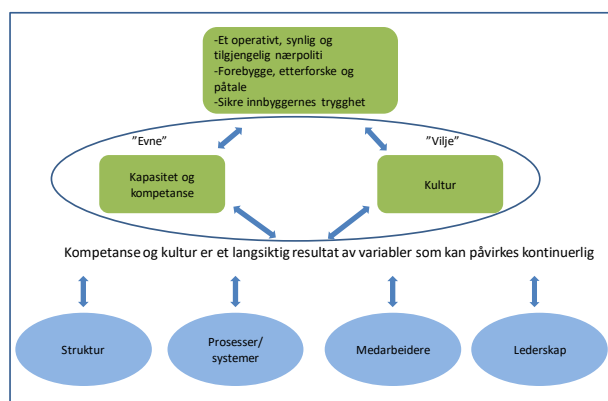 -Et operativt, synlig og
tilgjengelig nærpoliti
-Forebygge, etterforske og
påtale
-Sikre innbyggernes trygghet
”Evne”
”Vilje”
Kapasitet og
kompetanse
Kultur
Kompetanse og kultur er et langsiktig resultat av variabler som kan påvirkes kontinuerlig
Struktur
Prosesser/
systemer
Medarbeidere
Lederskap